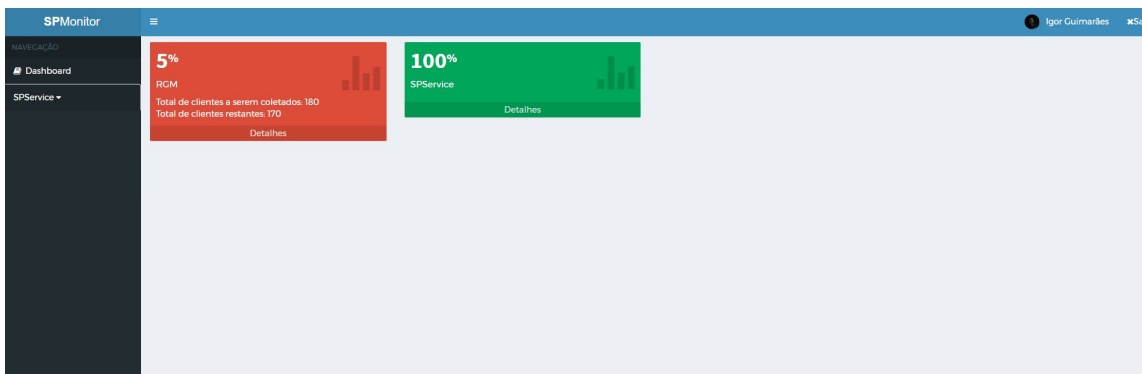 SPMonitor
Igor Guimarães
NAVEGAÇÃO
Dashboard
SPService
5%
RGM
Total de clientes a serem coletados: 180
Total de clientes restantes: 170
Detalhes
100%
SPService
Detalhes